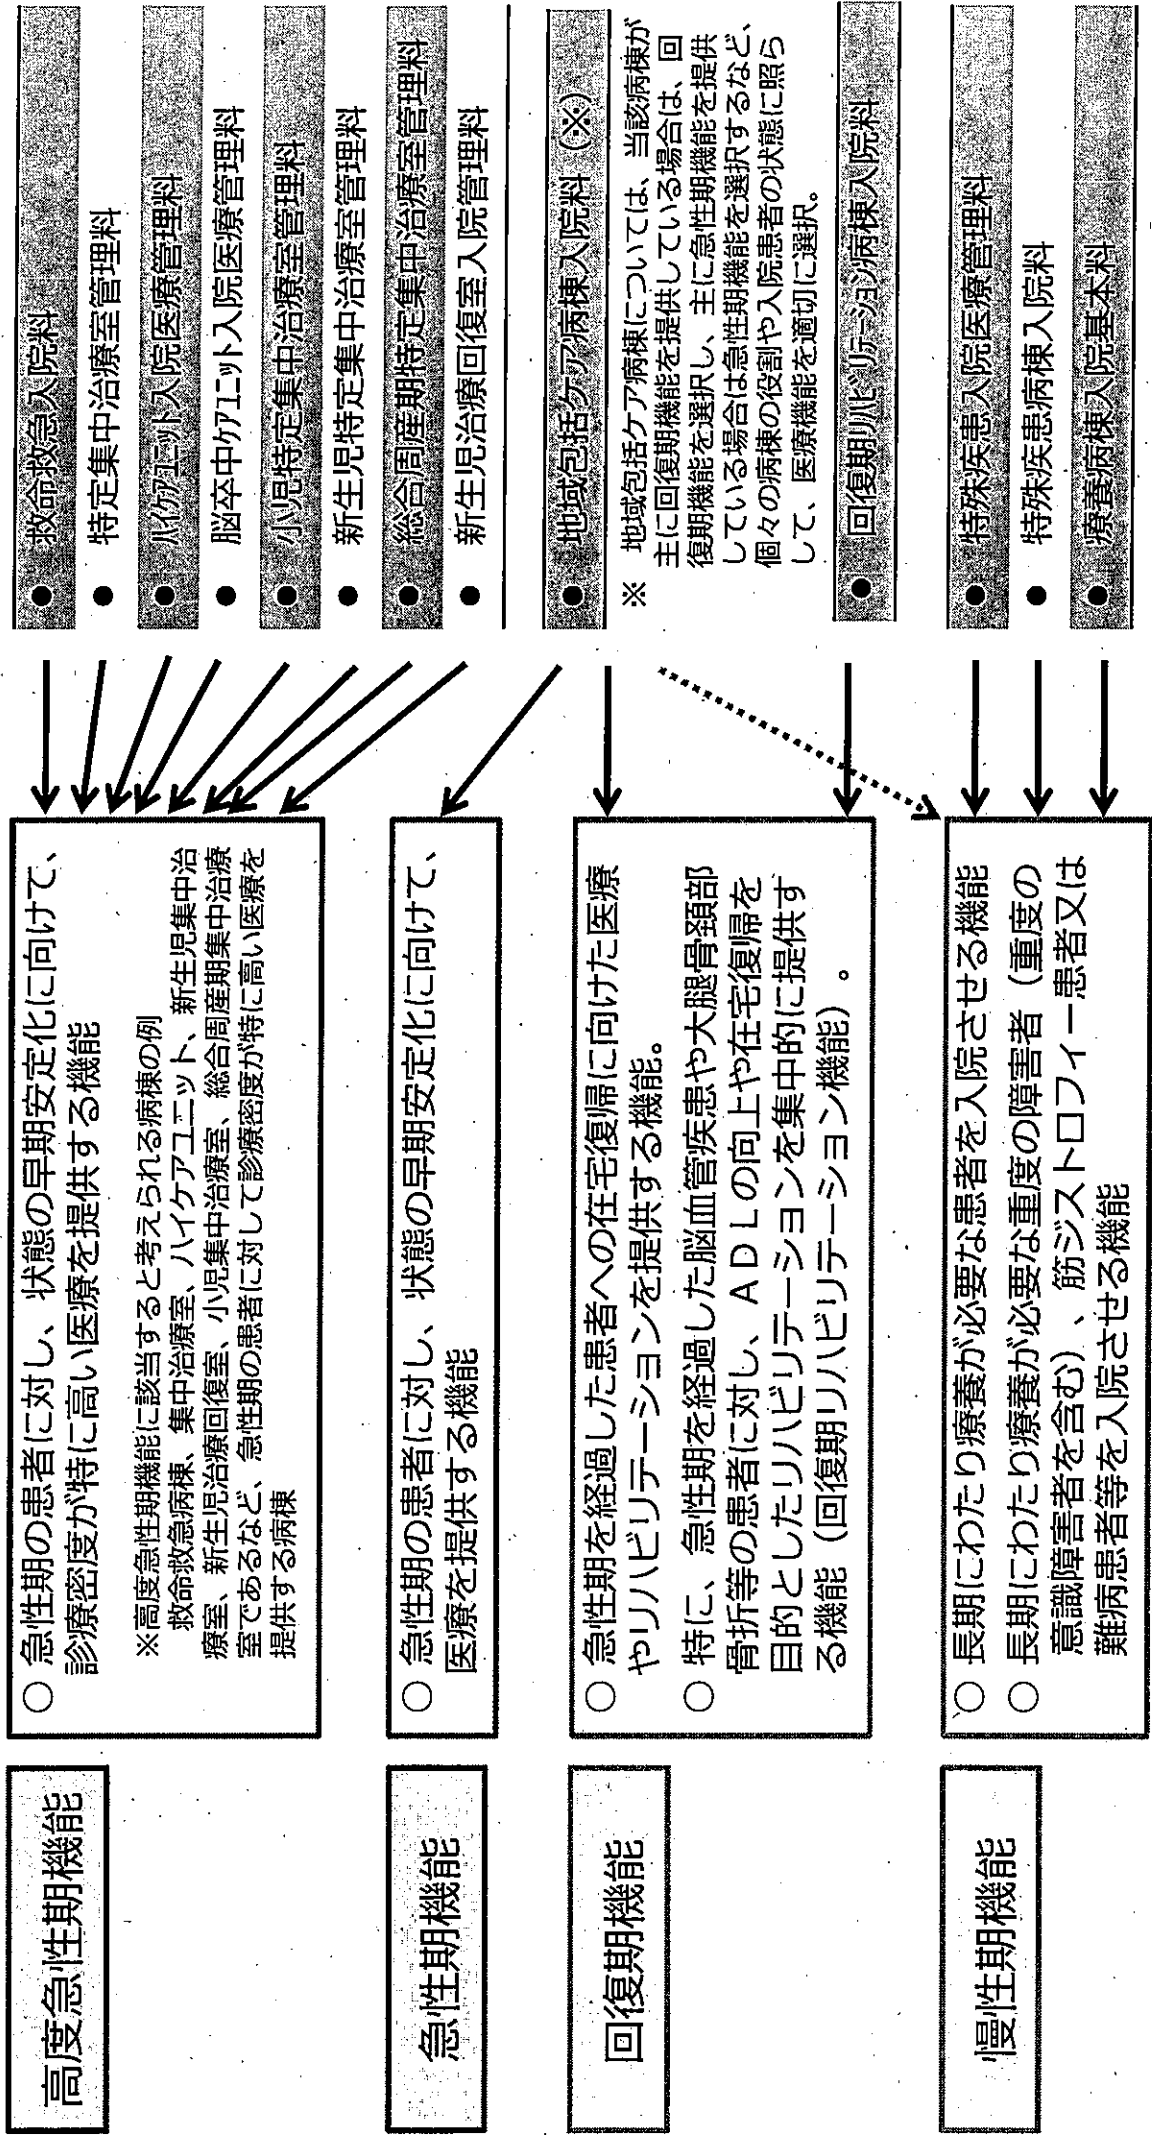 高度急性期機能
○ 急性期の患者に対し、状態の早期安定化に向けて、
診療密度が特に高い医療を提供する機能
※高度急性期機能に該当すると考えられる病棟の例
救命救急病棟、集中治療室、ハイケアユニット、新生児集中治
療室、新生児治療回復室、小児集中治療室、総合周産期集中治療
室であるなど、急性期の患者に対して診療密度が特に高い医療を
提供する病棟
● 救命救急入院料
● 特定集中治療室管理料
● ハイケアユニット入院医療管理料
● 脳卒中ケアユニット入院医療管理料
● 小児特定集中治療室管理料
● 新生児特定集中治療室管理料
● 総合周産期特定集中治療室管理料
● 新生児治療回復室入院管理料
急性期機能
○ 急性期の患者に対し、状態の早期安定化に向けて、
医療を提供する機能
回復期機能
○ 急性期を経過した患者への在宅復帰に向けた医療
やリハビリテーションを提供する機能。
○ 特に、急性期を経過した脳血管疾患や大腿骨頚部
骨折等の患者に対し、ADLの向上や在宅復帰を
目的としたリハビリテーションを集中的に提供す
る機能（回復期リハビリテーション機能）。
● 地域包括ケア病棟入院料（※）
※ 地域包括ケア病棟については、当該病棟が
主に回復期機能を提供している場合は、回
復期機能を選択し、主に急性期機能を提供
している場合は急性期機能を選択するなど、
個々の病棟の役割や入院患者の状態に照ら
して、医療機能を適切に選択。
● 回復期リハビリテーション病棟入院料
慢性期機能
○ 長期にわたり療養が必要な患者を入院させる機能
○ 長期にわたり療養が必要な重度の障害者（重度の
意識障害者を含む）、筋ジストロフィー患者又は
難病患者等を入院させる機能
● 特殊疾患入院医療管理料
● 特殊疾患病棟入院料
● 療養病棟入院基本料